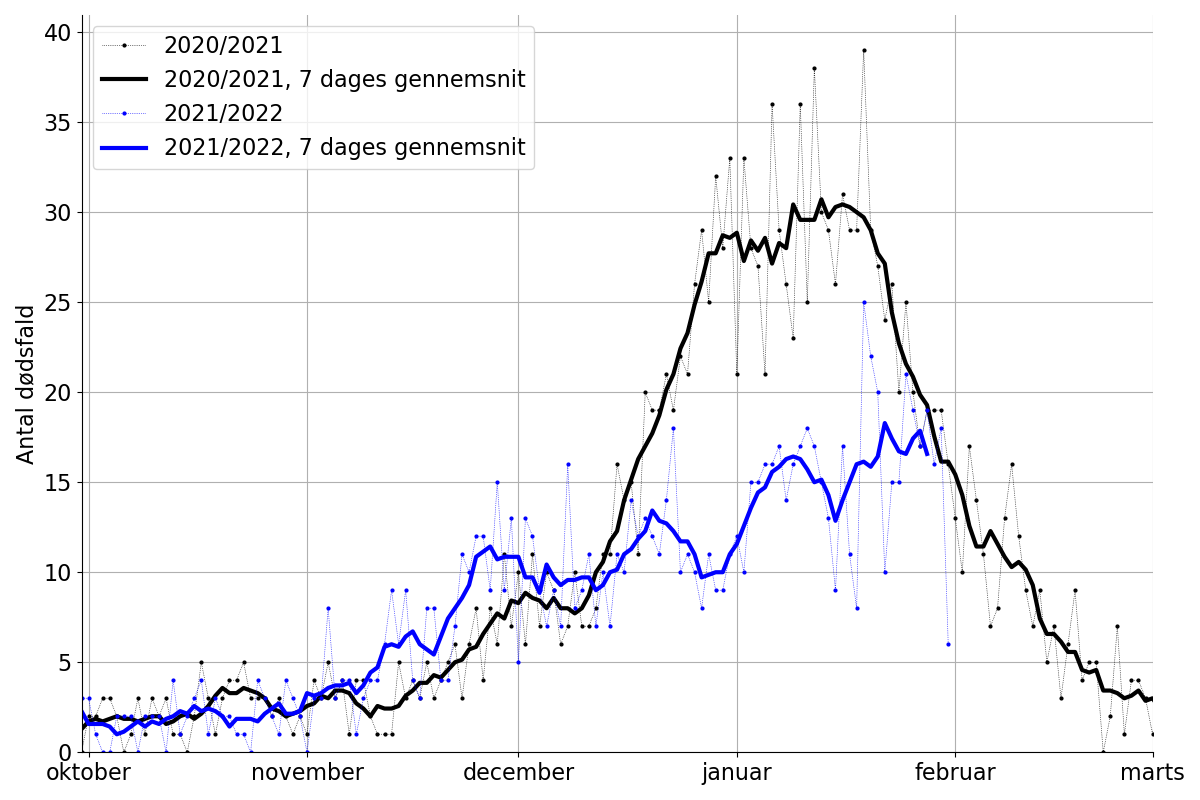 40
35
30
25
20
15
10
5
0
Antal dødsfald
2020/2021
2020/2021, 7 dages gennemsnit
2021/2022
2021/2022, 7 dages gennemsnit
oktober november december januar februar marts